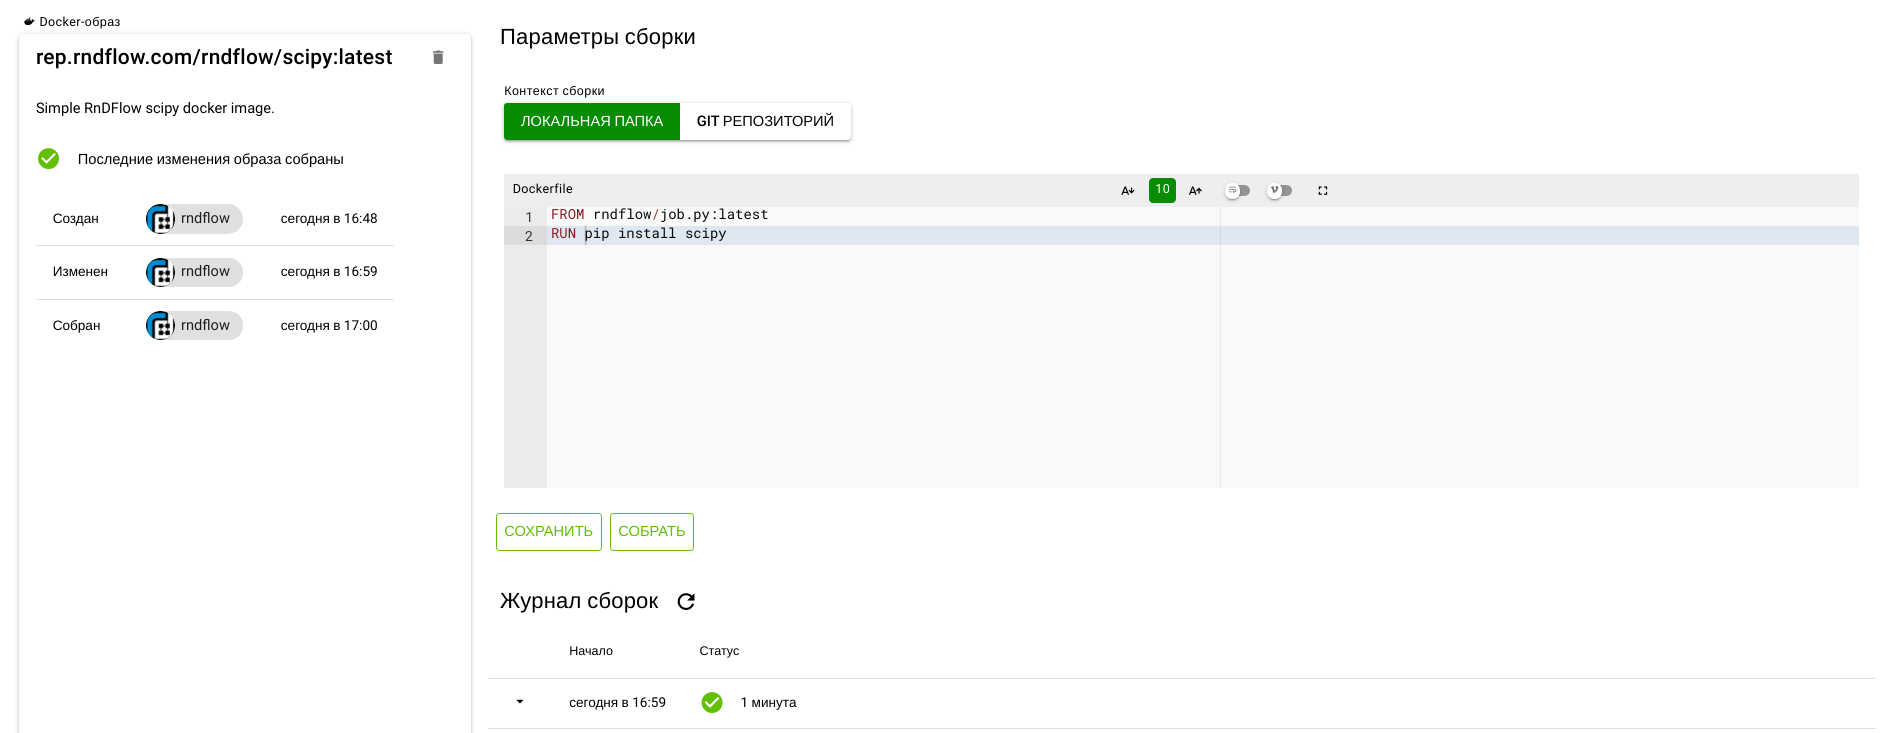 Docker-образ
rep.rndflow.com/rndflow/scipy:latest
Simple RnDFlow scipy docker image.
Последние изменения образа собраны
Создан rndflow сегодня в 16:48
Изменен rndflow сегодня в 16:59
Собран rndflow сегодня в 17:00
Параметры сборки
Контекст сборки
ЛОКАЛЬНАЯ ПАПКА GIT РЕПОЗИТОРИЙ
Dockerfile A 10 A
1 FROM rndflow/job.py:latest
2 RUN pip install scipy
СОХРАНИТЬ СОБРАТЬ
Журнал сборок
Начало Статус
сегодня в 16:59 1 минута